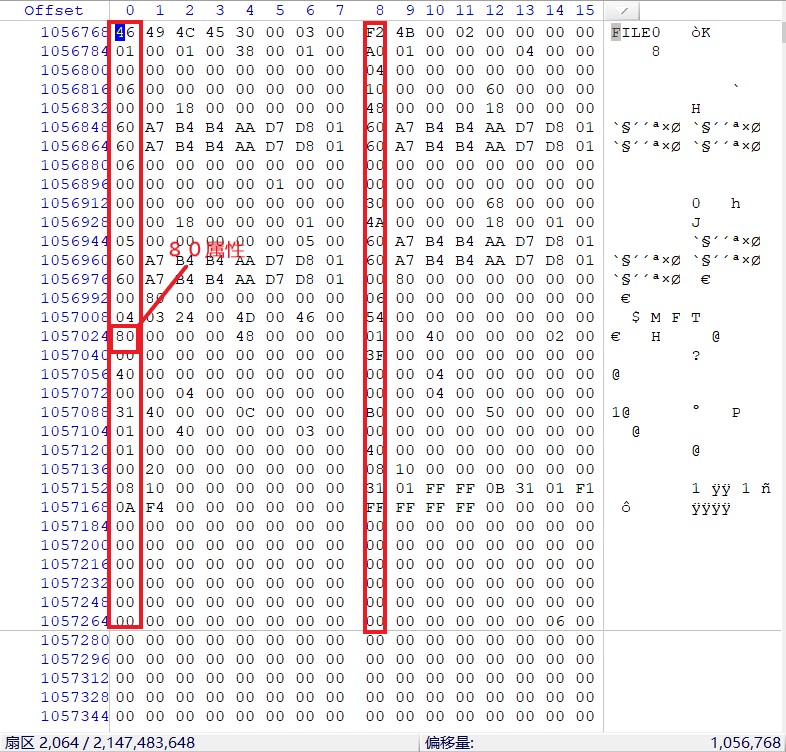 Offset 0 1 2 3 4 5 6 7 8 9 10 11 12 13 14 15
1056768 46 49 4C 45 30 00 03 00 F2 4B 00 02 00 00 00 00 FILE0 òK
1056784 01 00 01 00 38 00 01 00 A0 01 00 00 00 04 00 00 8
1056800 00 00 00 00 00 00 00 00 04 00 00 00 00 00 00 00
1056816 06 00 00 00 00 00 00 00 10 00 00 00 60 00 00 00 `
1056832 00 00 18 00 00 00 00 00 48 00 00 00 18 00 00 00 H
1056848 60 A7 B4 B4 AA D7 D8 01 60 A7 B4 B4 AA D7 D8 01 `§´´ª×Ø `§´´ª×Ø
1056864 60 A7 B4 B4 AA D7 D8 01 60 A7 B4 B4 AA D7 D8 01 `§´´ª×Ø `§´´ª×Ø
1056880 06 00 00 00 00 00 00 00 00 00 00 00 00 00 00 00
1056896 00 00 00 00 00 01 00 00 00 00 00 00 00 00 00 00
1056912 00 00 00 00 00 00 00 00 30 00 00 00 68 00 00 00 0 h
1056928 00 00 18 00 00 00 01 00 4A 00 00 00 18 00 01 00 J
1056944 05 00 00 00 00 00 05 00 60 A7 B4 B4 AA D7 D8 01 `§´´ª×Ø
80属性
1056960 60 A7 B4 B4 AA D7 D8 01 60 A7 B4 B4 AA D7 D8 01 `§´´ª×Ø `§´´ª×Ø
1056976 60 A7 B4 B4 AA D7 D8 01 00 80 00 00 00 00 00 00 `§´´ª×Ø €
1056992 00 80 00 00 00 00 00 00 06 00 00 00 00 00 00 00 €
1057008 04 03 24 00 4D 00 46 00 54 00 00 00 00 00 00 00 $ M F T
1057024 80 00 00 00 48 00 00 00 01 00 40 00 00 00 02 00 € H @
1057040 00 00 00 00 00 00 00 00 3F 00 00 00 00 00 00 00 ?
1057056 40 00 00 00 00 00 00 00 00 00 04 00 00 00 00 00 @
1057072 00 00 04 00 00 00 00 00 00 00 04 00 00 00 00 00
1057088 31 40 00 00 0C 00 00 00 B0 00 00 00 50 00 00 00 1@ ° P
1057104 01 00 40 00 00 00 03 00 00 00 00 00 00 00 00 00 @
1057120 01 00 00 00 00 00 00 00 40 00 00 00 00 00 00 00 @
1057136 00 20 00 00 00 00 00 00 08 10 00 00 00 00 00 00
1057152 08 10 00 00 00 00 00 00 31 01 FF FF 0B 31 01 F1 1 ÿÿ 1 ñ
1057168 0A F4 00 00 00 00 00 00 FF FF FF FF 00 00 00 00 ô ÿÿÿÿ
1057184 00 00 00 00 00 00 00 00 00 00 00 00 00 00 00 00
1057200 00 00 00 00 00 00 00 00 00 00 00 00 00 00 00 00
1057216 00 00 00 00 00 00 00 00 00 00 00 00 00 00 00 00
1057232 00 00 00 00 00 00 00 00 00 00 00 00 00 00 00 00
1057248 00 00 00 00 00 00 00 00 00 00 00 00 00 00 00 00
1057264 00 00 00 00 00 00 00 00 00 00 00 00 00 00 06 00
1057280 00 00 00 00 00 00 00 00 00 00 00 00 00 00 00 00
1057296 00 00 00 00 00 00 00 00 00 00 00 00 00 00 00 00
1057312 00 00 00 00 00 00 00 00 00 00 00 00 00 00 00 00
1057328 00 00 00 00 00 00 00 00 00 00 00 00 00 00 00 00
1057344 00 00 00 00 00 00 00 00 00 00 00 00 00 00 00 00
扇区 2,064 / 2,147,483,648 偏移量: 1,056,768